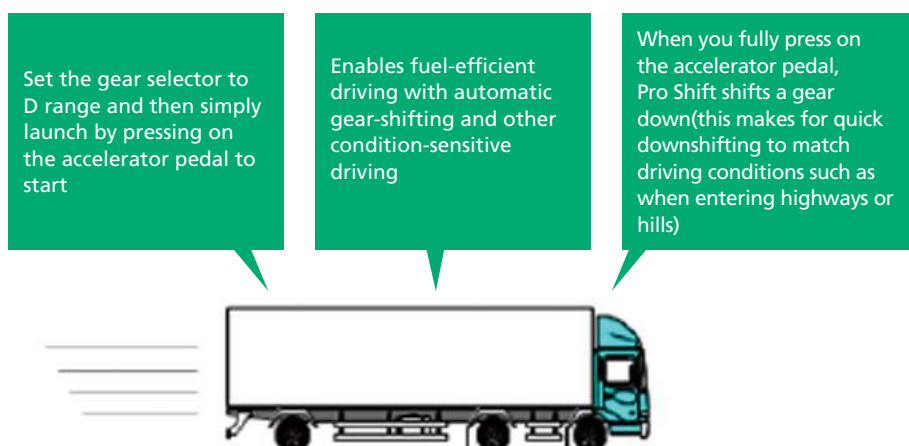 Set the gear selector to
D range and then simply
launch by pressing on
the accelerator pedal to
start
Enables fuel-efficient
driving with automatic
gear-shifting and other
condition-sensitive
driving
When you fully press on
the accelerator pedal,
Pro Shift shifts a gear
down(this makes for quick
downshifting to match
driving conditions such as
when entering highways or
hills)